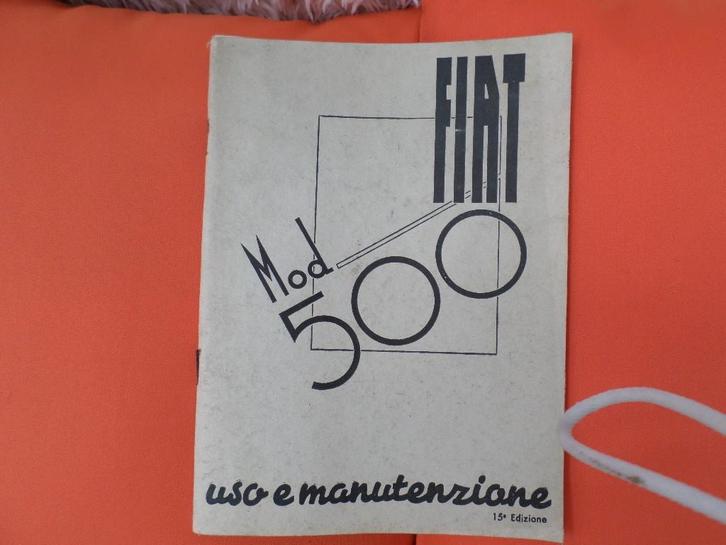 FIAT
Mod
500
uso e manutenzione
15ª Edizione